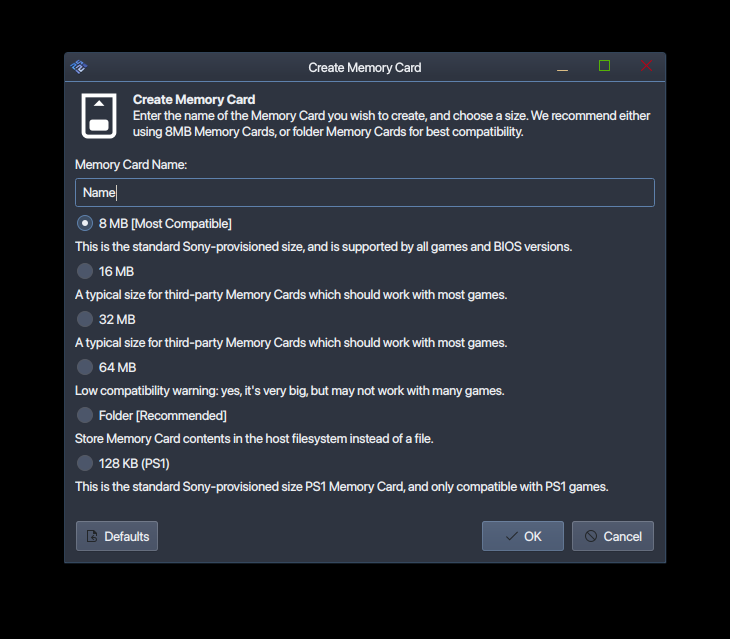 Create Memory Card
Create Memory Card
Enter the name of the Memory Card you wish to create, and choose a size. We recommend either
using 8MB Memory Cards, or folder Memory Cards for best compatibility.
Memory Card Name:
Name
8 MB [Most Compatible]
This is the standard Sony-provisioned size, and is supported by all games and BIOS versions.
16 MB
A typical size for third-party Memory Cards which should work with most games.
32 MB
A typical size for third-party Memory Cards which should work with most games.
64 MB
Low compatibility warning: yes, it's very big, but may not work with many games.
Folder [Recommended]
Store Memory Card contents in the host filesystem instead of a file.
128 KB (PS1)
This is the standard Sony-provisioned size PS1 Memory Card, and only compatible with PS1 games.
Defaults
OK
Cancel